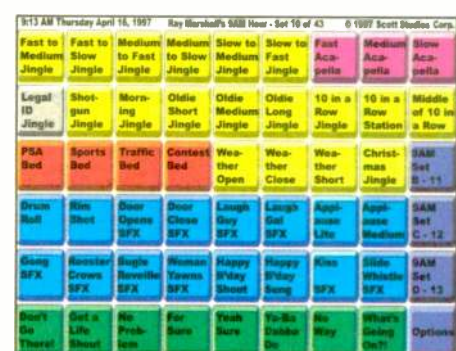 9:13 AM Thursday April 16, 1997 Ray Marshall's 9AM Hour - Set 10 of 43 © 1997 Scott Studios Corp.
Fast to Fast to Medium Medium Slow to Slow to Fast Medium Slow
Medium Slow to Fast to Slow Medium Fast Aca- Aca- Aca-
Jingle Jingle Jingle Jingle Jingle Jingle pella pella pella
Legal Shot- Morn- Oldie Oldie Oldie 10 in a 10 in a Middle
ID gun ing Short Medium Long Row Row of 10 in
Jingle Jingle Jingle Jingle Jingle Jingle Jingle Station a Row
PSA Sports Traffic Contest Wea- Wea- Wea- Christ- 9AM
Bed Bed Bed Bed ther ther ther mas Set
Open Close Short Jingle B - 11
Drum Rim Door Door Laugh Laugh Appl- Appl- 9AM
Roll Shot Opens Close Guy Gal ause ause Set
SFX SFX SFX SFX Lite Medium C - 12
Gong Rooster Bugle Woman Happy Happy Kiss Slide 9AM
SFX Crows Reveille Yawns B'day B'day Whistle Set
SFX SFX SFX Shout Song SFX SFX D - 13
Don't Get a No For Yeah Ya-Ba No What's
Go Life Prob- Sure Sure Dabba Way Going Options
There! Shout lem Do On?!